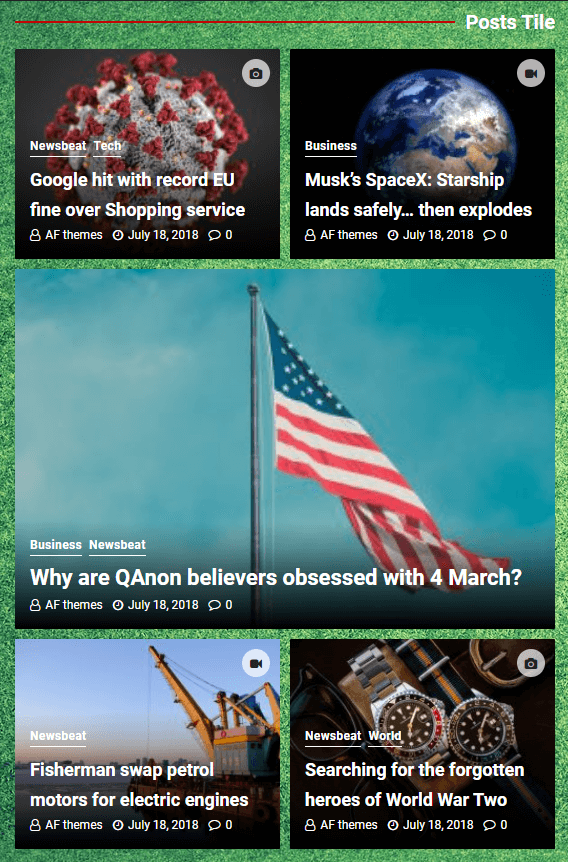 Posts Tile
Newsbeat Tech
Google hit with record EU
fine over Shopping service
AF themes July 18, 2018 0
Business
Musk’s SpaceX: Starship
lands safely… then explodes
AF themes July 18, 2018 0
Business Newsbeat
Why are QAnon believers obsessed with 4 March?
AF themes July 18, 2018 0
Newsbeat
Fisherman swap petrol
motors for electric engines
AF themes July 18, 2018 0
Newsbeat World
Searching for the forgotten
heroes of World War Two
AF themes July 18, 2018 0